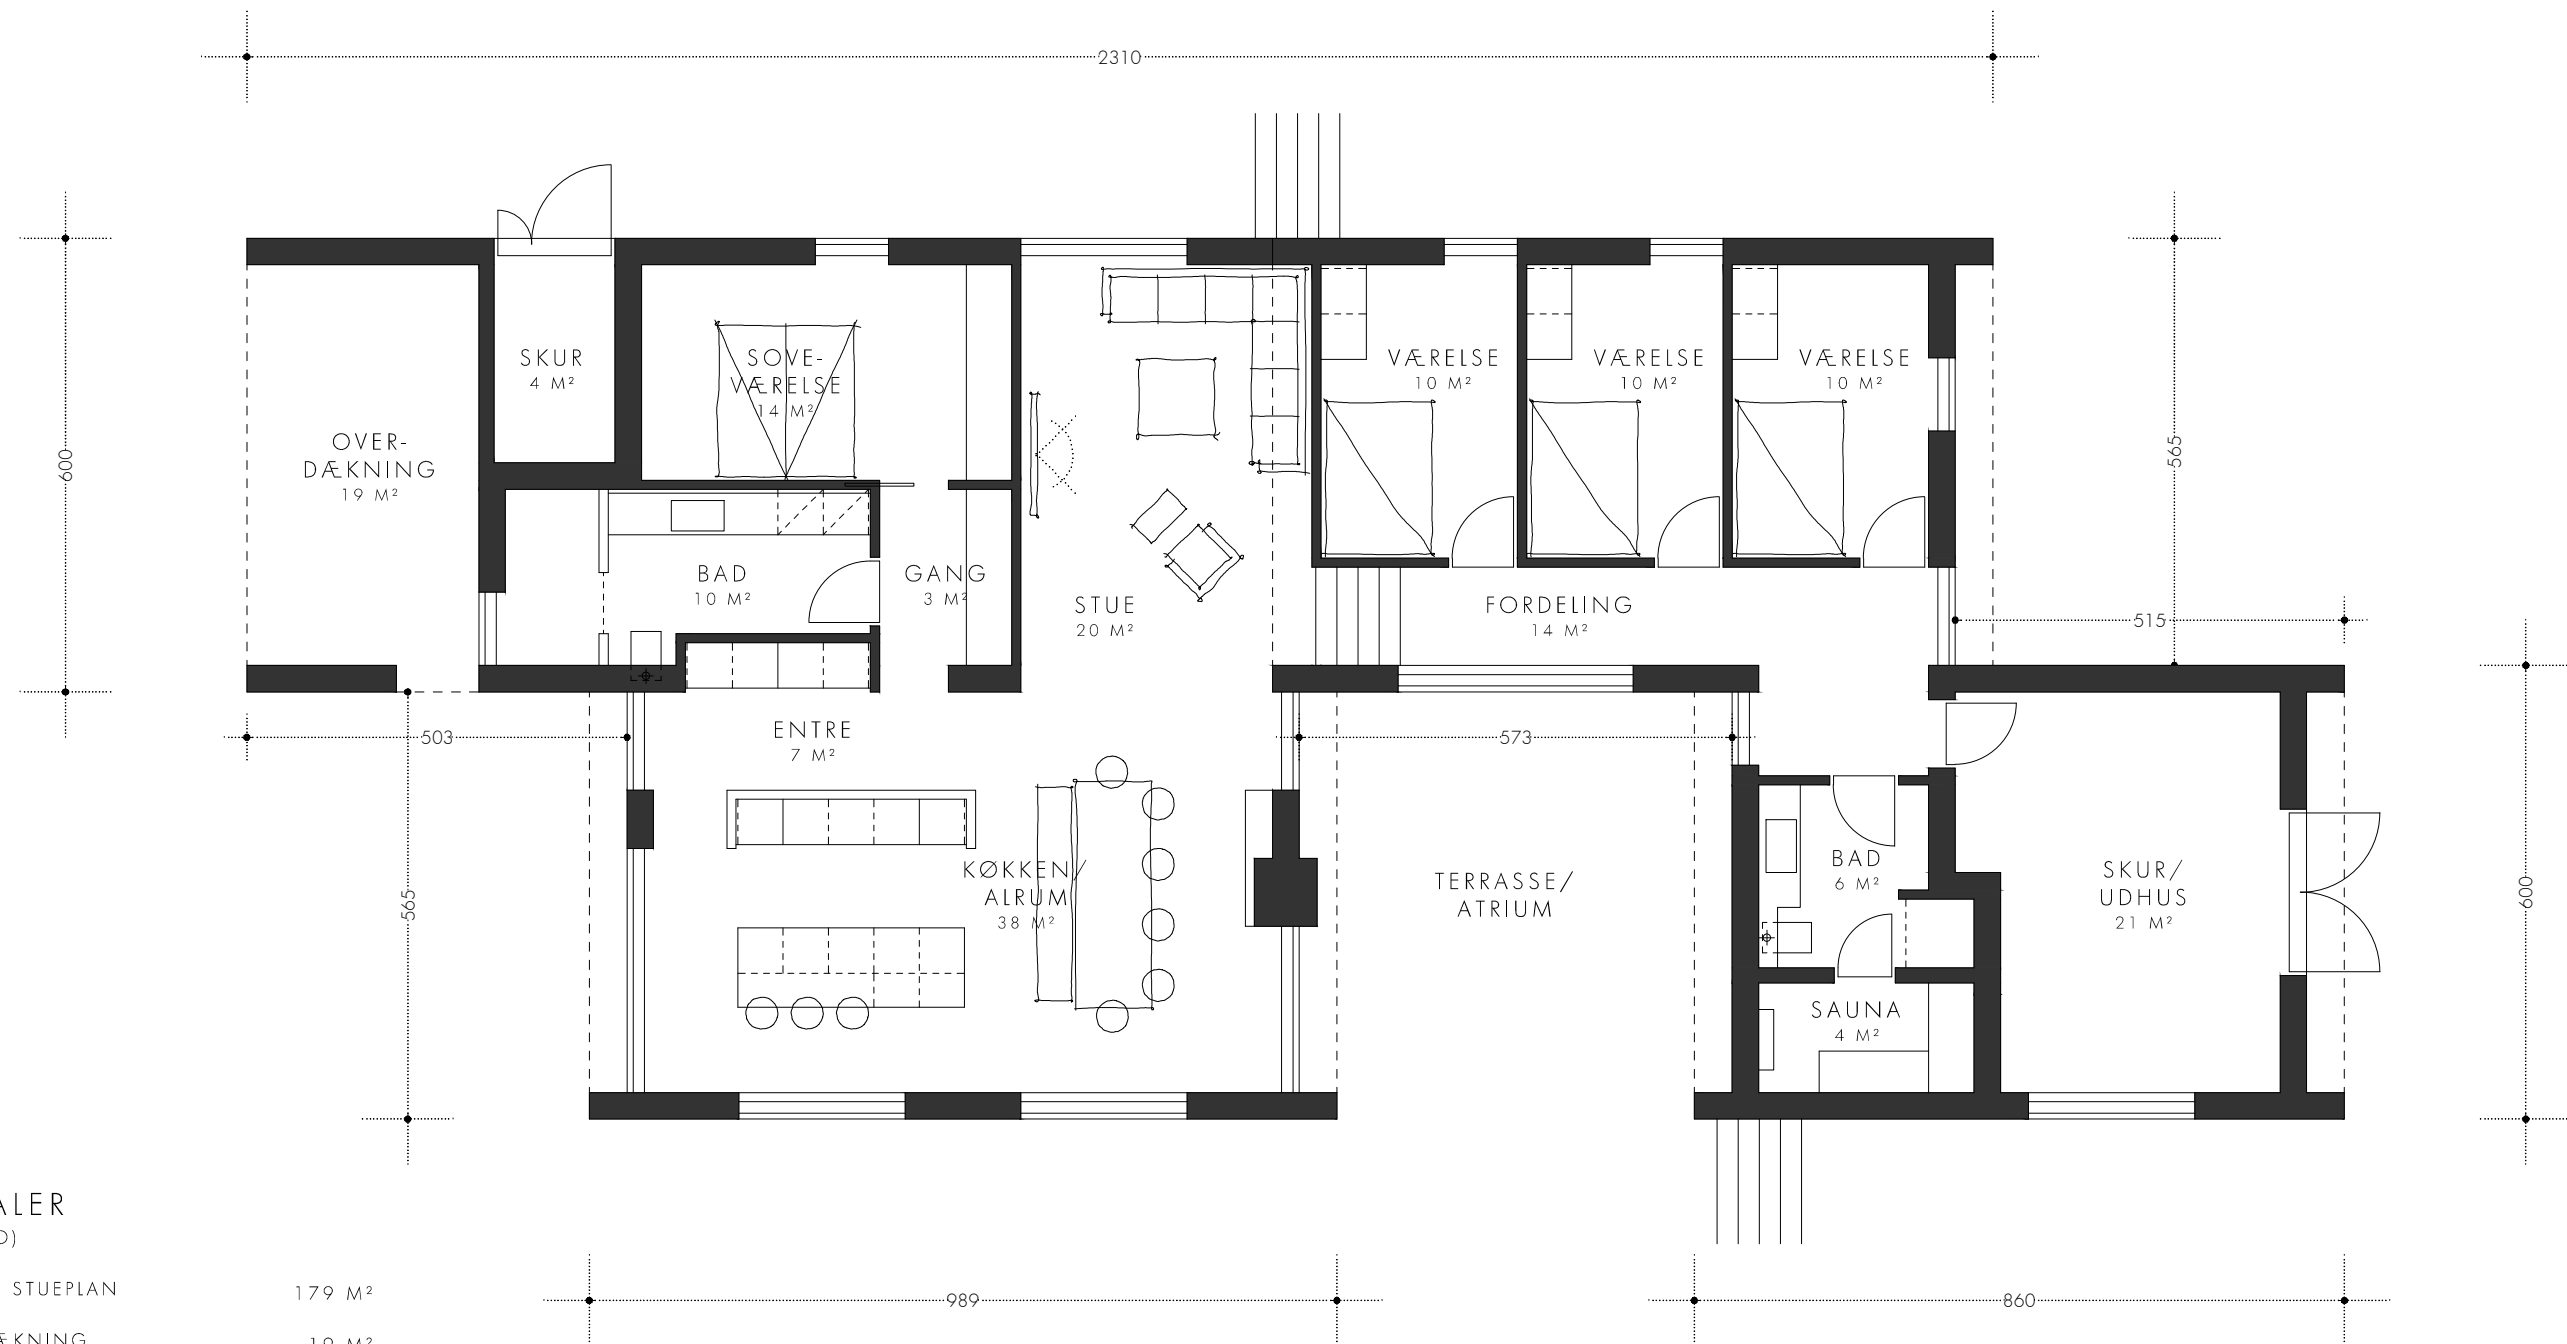 2310
SKUR
4 M²
SOVE-
VÆRELSE
14 M²
VÆRELSE
10 M²
VÆRELSE
10 M²
VÆRELSE
10 M²
OVER-
DÆKNING
19 M²
600
565
BAD
10 M²
GANG
3 M²
STUE
20 M²
FORDELING
14 M²
515
503
ENTRE
7 M²
573
KØKKEN/
ALRUM
38 M²
TERRASSE/
ATRIUM
BAD
6 M²
SKUR/
UDHUS
21 M²
565
600
SAUNA
4 M²
ALER
O)
STUEPLAN 179 M²
989
860
ÆKNING 19 M²